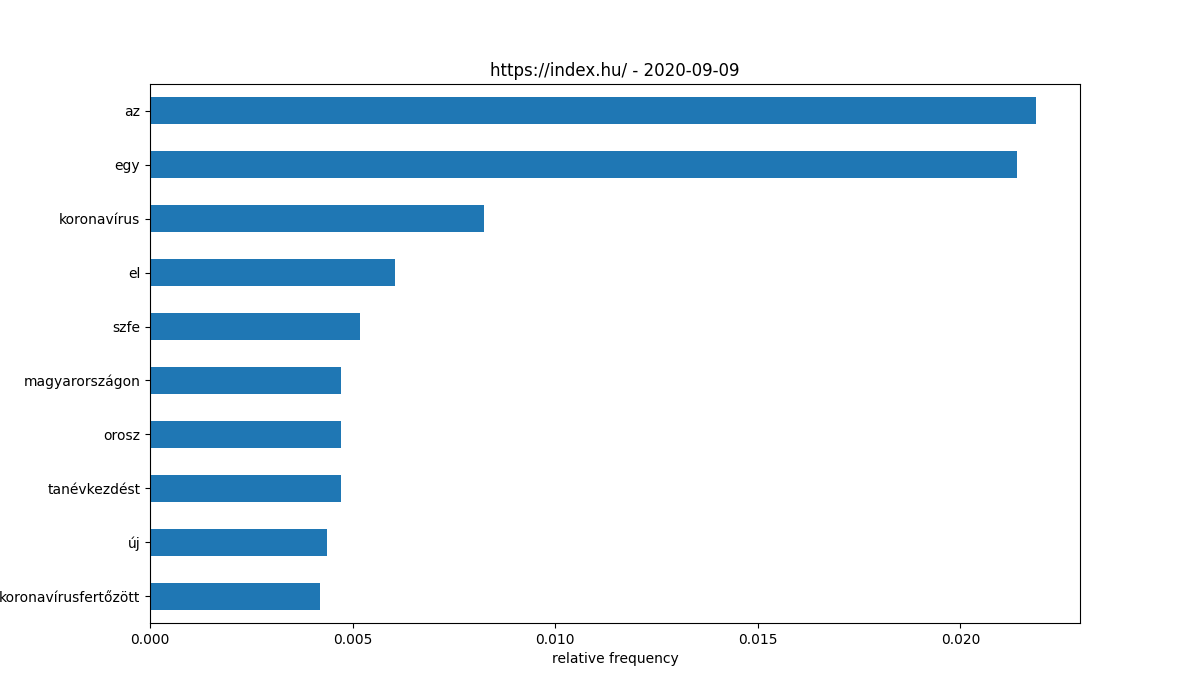 https://index.hu/ - 2020-09-09
az
egy
koronavírus
el
szfe
magyarországon
orosz
tanévkezdést
új
koronavírusfertőzött
0.000 0.005 0.010 0.015 0.020
relative frequency